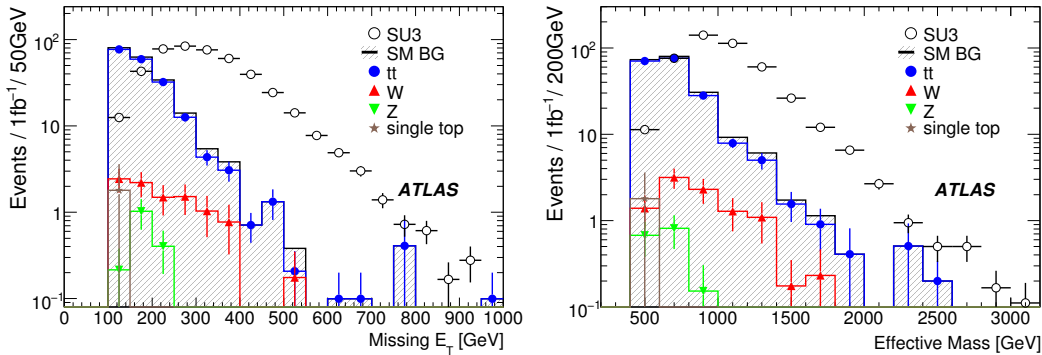 Events / 1fb⁻¹/ 50GeV
10²
10
1
10⁻¹
SU3
SM BG
tt
W
Z
single top
ATLAS
0 100 200 300 400 500 600 700 800 900 1000
Missing E_T [GeV]
Events / 1fb⁻¹/ 200GeV
10²
10
1
10⁻¹
SU3
SM BG
tt
W
Z
single top
ATLAS
500 1000 1500 2000 2500 3000
Effective Mass [GeV]